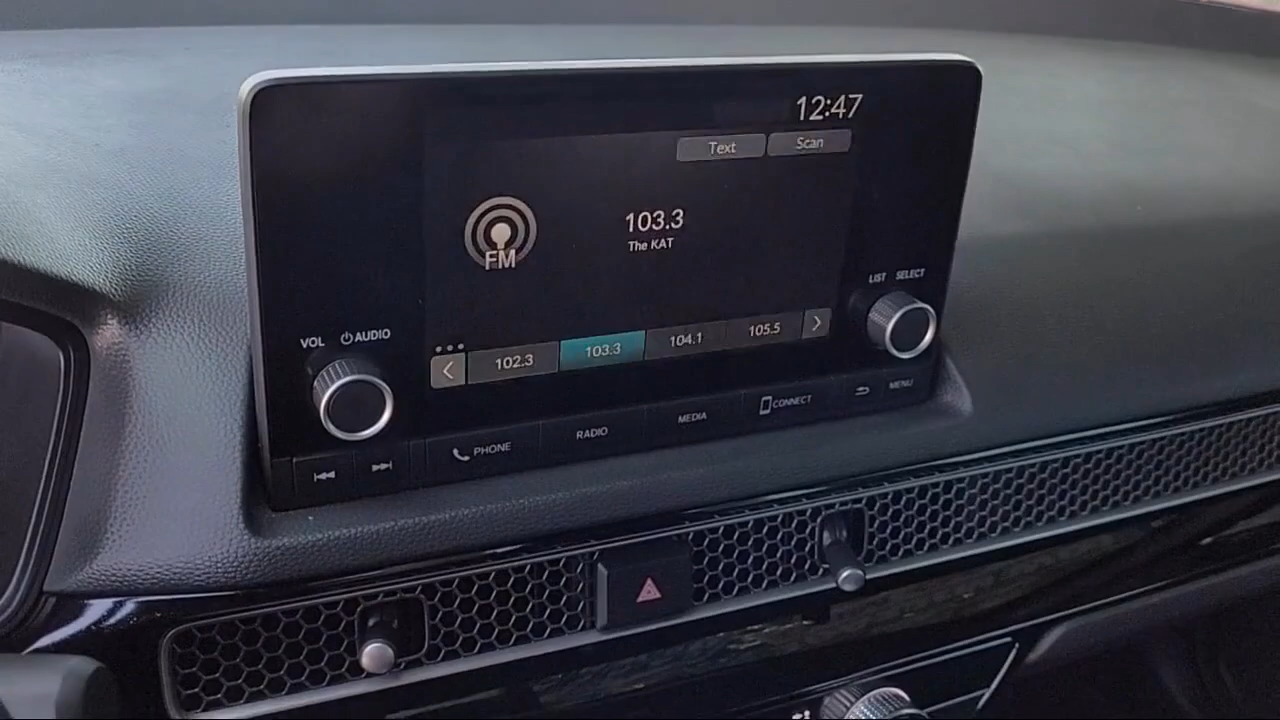 12:47
Text Scan
FM
103.3
The KAT
LIST SELECT
VOL AUDIO
102.3 103.3 104.1 105.5
PHONE RADIO MEDIA CONNECT MENU